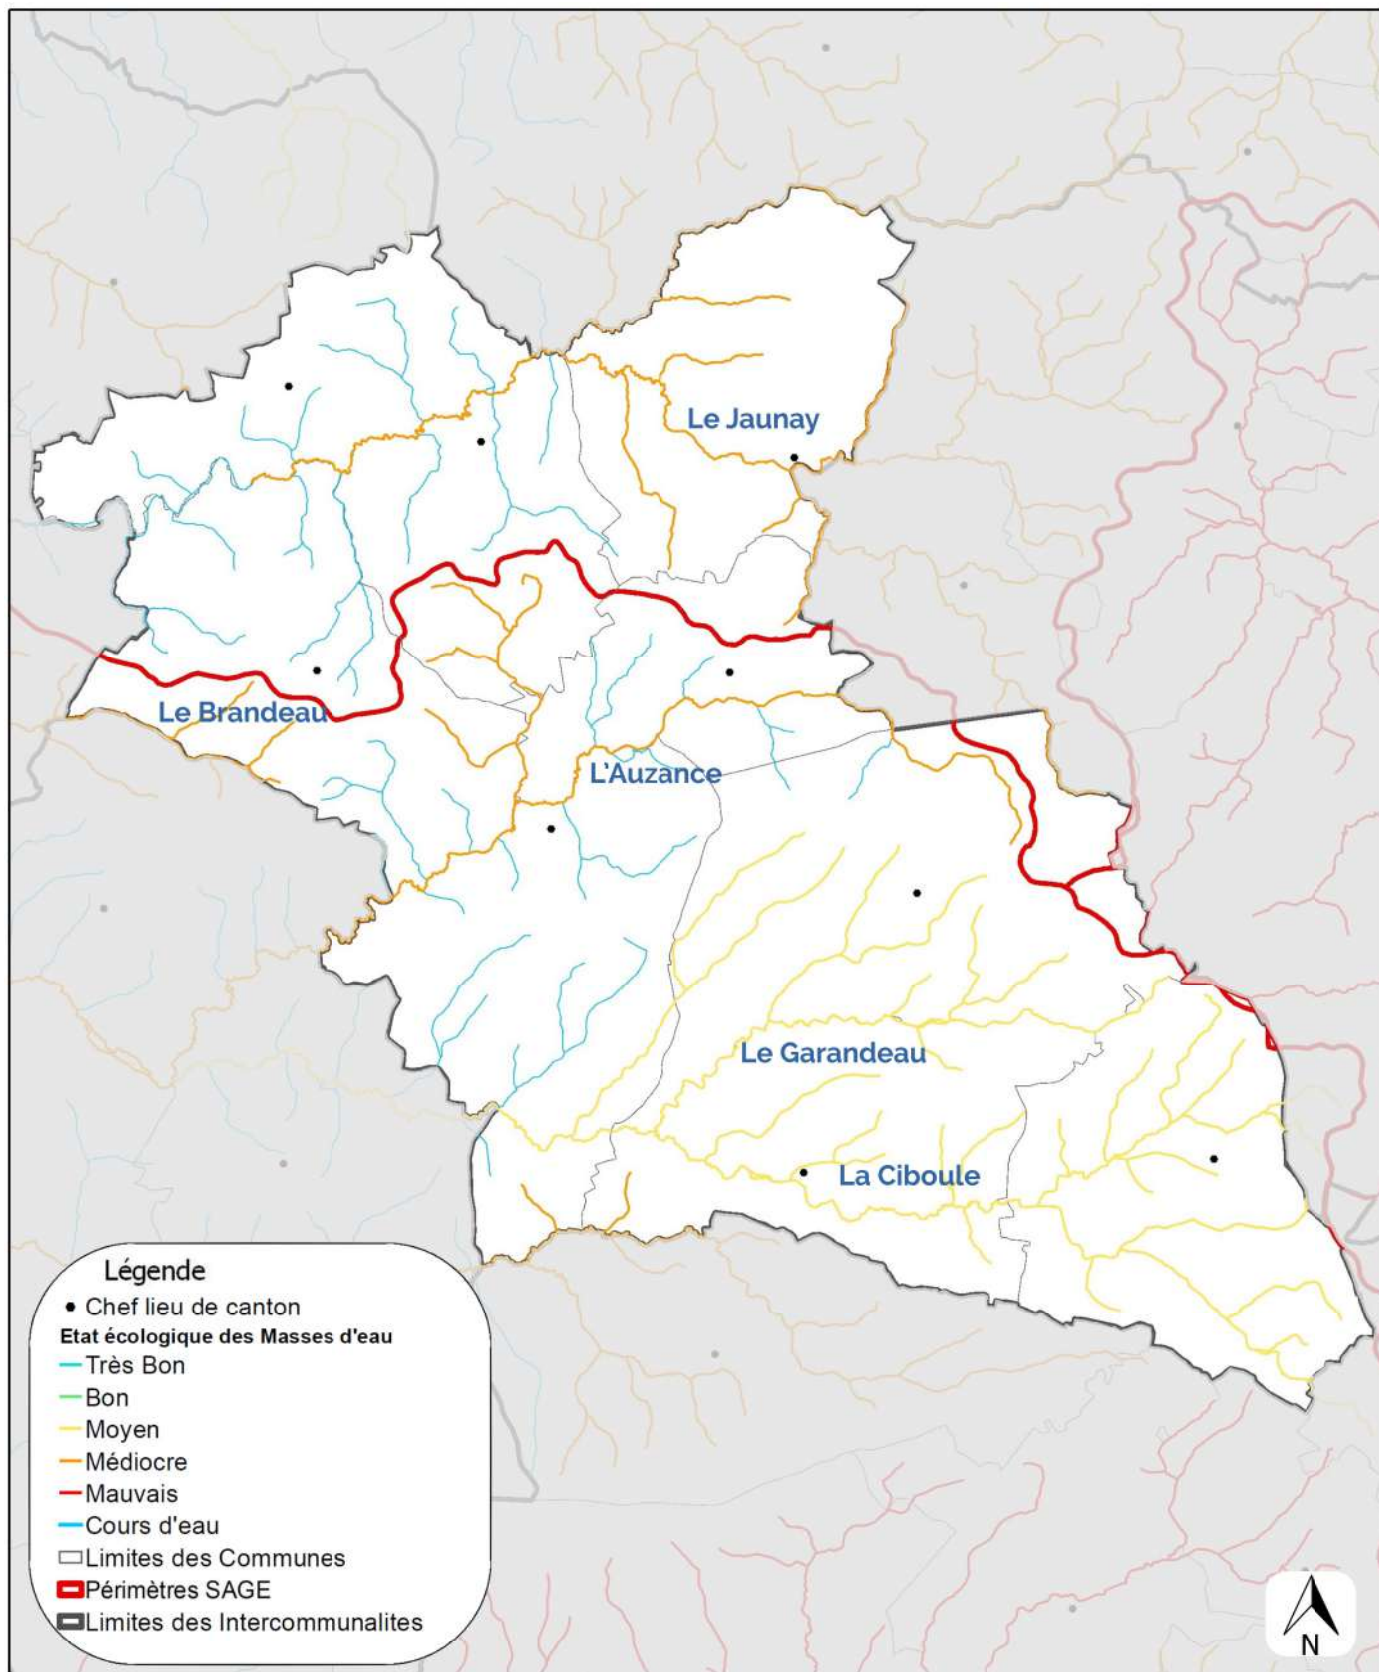 Le Jaunay
Le Brandeau
L'Auzance
Le Garandeau
La Ciboule
Légende
Chef lieu de canton
Etat écologique des Masses d'eau
Très Bon
Bon
Moyen
Médiocre
Mauvais
Cours d'eau
Limites des Communes
Périmètres SAGE
Limites des Intercommunalites
N